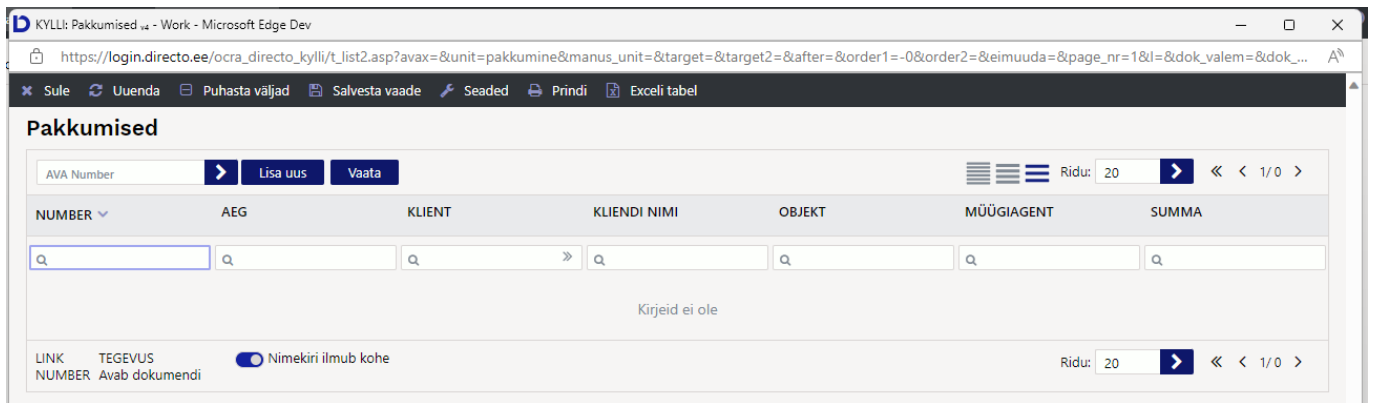 KYLLI: Pakkumised v4 - Work - Microsoft Edge Dev
https://login.directo.ee/ocra_directo_kylli/t_list2.asp?avax=&unit=pakkumine&manus_unit=&target=&target2=&after=&order1=-0&order2=&eimuuda=&page_nr=1&l=&dok_valem=&dok_...
Sule Uuenda Puhasta väljad Salvesta vaade Seaded Prindi Exceli tabel
Pakkumised
AVA Number Lisa uus Vaata Ridu: 20 1/ 0
NUMBER AEG KLIENT KLIENDI NIMI OBJEKT MÜÜGIAGENT SUMMA
Kirjeid ei ole
LINK TEGEVUS Nimekiri ilmub kohe Ridu: 20 1/ 0
NUMBER Avab dokumendi